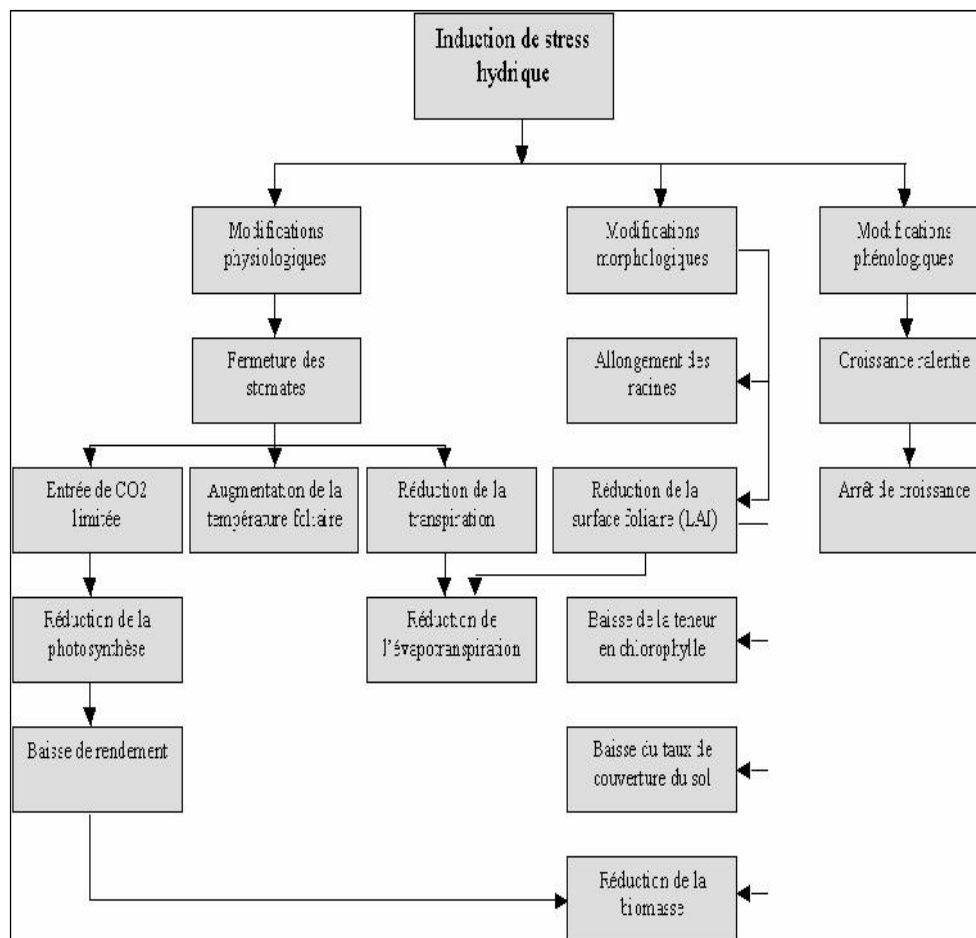 Induction de stress
hydrique
Modifications
physiologiques
Modifications
morphologiques
Modifications
phénologiques
Fermeture des
stomates
Allongement des
racines
Croissance ralentie
Entrée de CO2
limitée
Augmentation de la
température foliaire
Réduction de la
transpiration
Réduction de la
surface foliaire (LAI)
Arrêt de croissance
Réduction de la
photosynthèse
Réduction de
l'évapotranspiration
Baisse de la teneur
en chlorophylle
Baisse de rendement
Baisse du taux de
couverture du sol
Réduction de la
biomasse